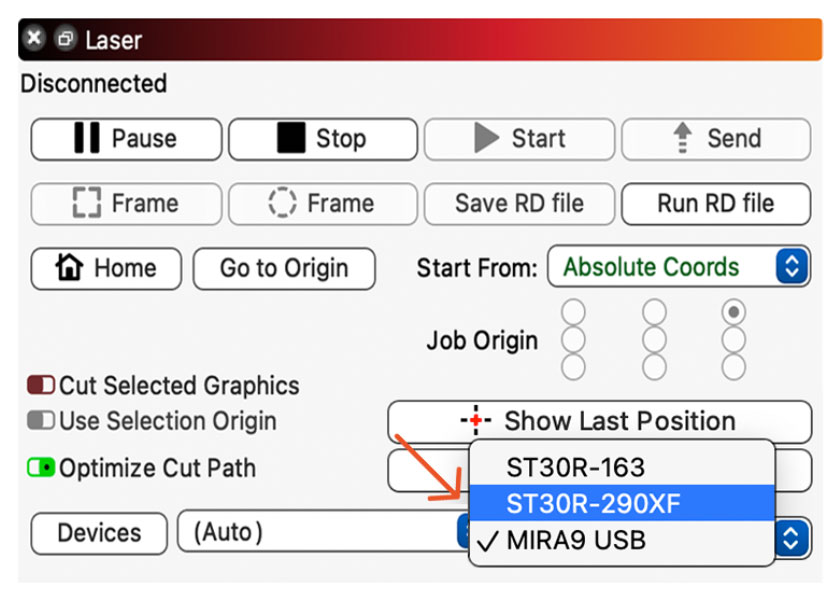 Laser
Disconnected
Pause Stop Start Send
Frame Frame Save RD file Run RD file
Home Go to Origin Start From: Absolute Coords
Job Origin
Cut Selected Graphics
Use Selection Origin Show Last Position
Optimize Cut Path ST30R-163
ST30R-290XF
Devices (Auto) MIRA9 USB